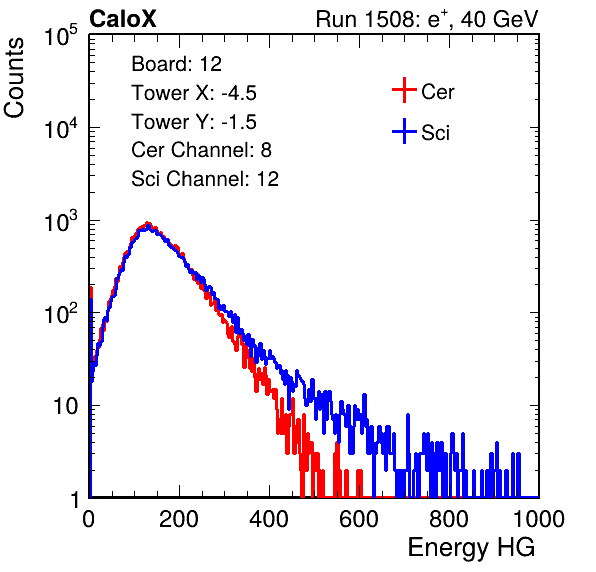 CaloX Run 1508: e⁺, 40 GeV
Counts
Board: 12
Tower X: -4.5
Tower Y: -1.5
Cer Channel: 8
Sci Channel: 12
Cer
Sci
10⁵
10⁴
10³
10²
10
1
0 200 400 600 800 1000
Energy HG